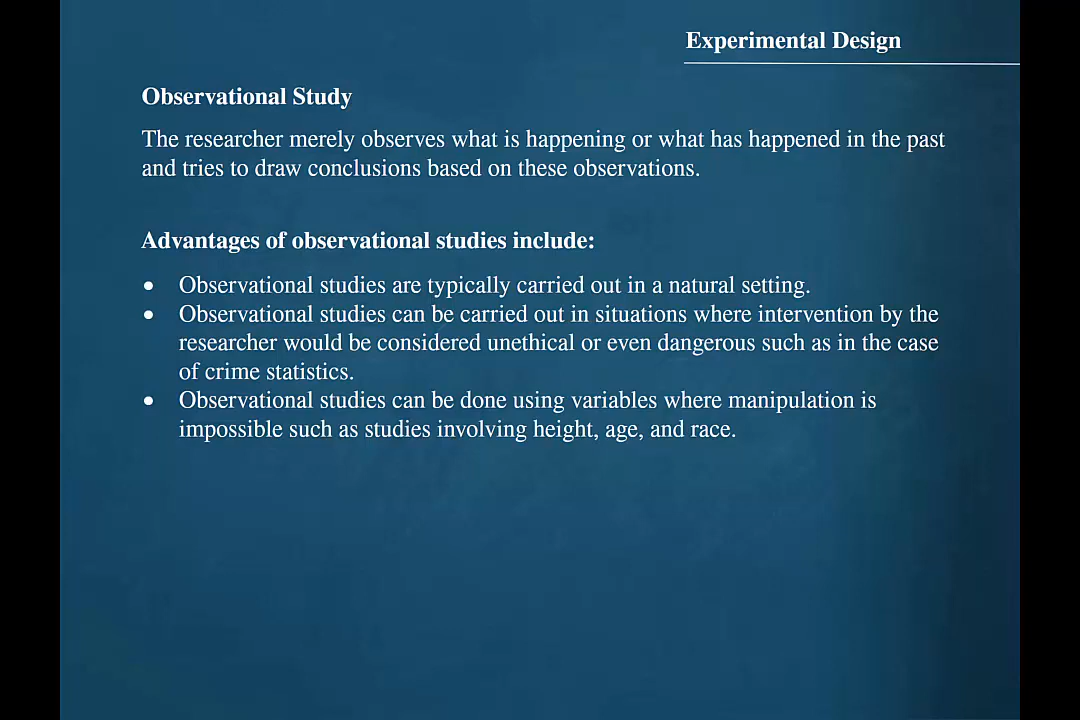 Experimental Design
Observational Study
The researcher merely observes what is happening or what has happened in the past
and tries to draw conclusions based on these observations.
Advantages of observational studies include:
• Observational studies are typically carried out in a natural setting.
• Observational studies can be carried out in situations where intervention by the
researcher would be considered unethical or even dangerous such as in the case
of crime statistics.
• Observational studies can be done using variables where manipulation is
impossible such as studies involving height, age, and race.